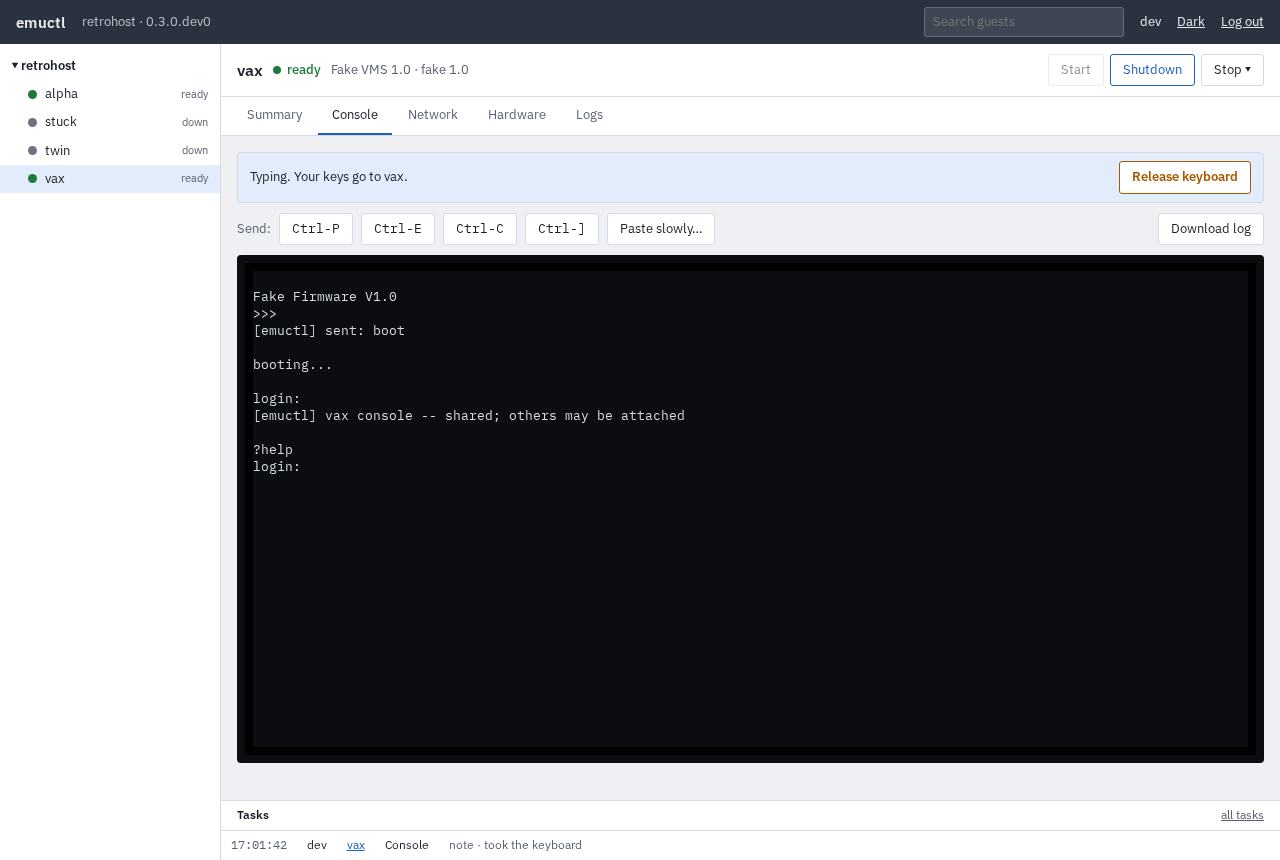 emuctl retrohost · 0.3.0.dev0 Search guests dev Dark Log out
▾ retrohost
alpha ready
stuck down
twin down
vax ready
vax ready Fake VMS 1.0 · fake 1.0 Start Shutdown Stop ▾
Summary Console Network Hardware Logs
Typing. Your keys go to vax. Release keyboard
Send: Ctrl-P Ctrl-E Ctrl-C Ctrl-] Paste slowly… Download log
Fake Firmware V1.0
>>>
[emuctl] sent: boot
booting...
login:
[emuctl] vax console -- shared; others may be attached
?help
login:
Tasks all tasks
17:01:42 dev vax Console note · took the keyboard